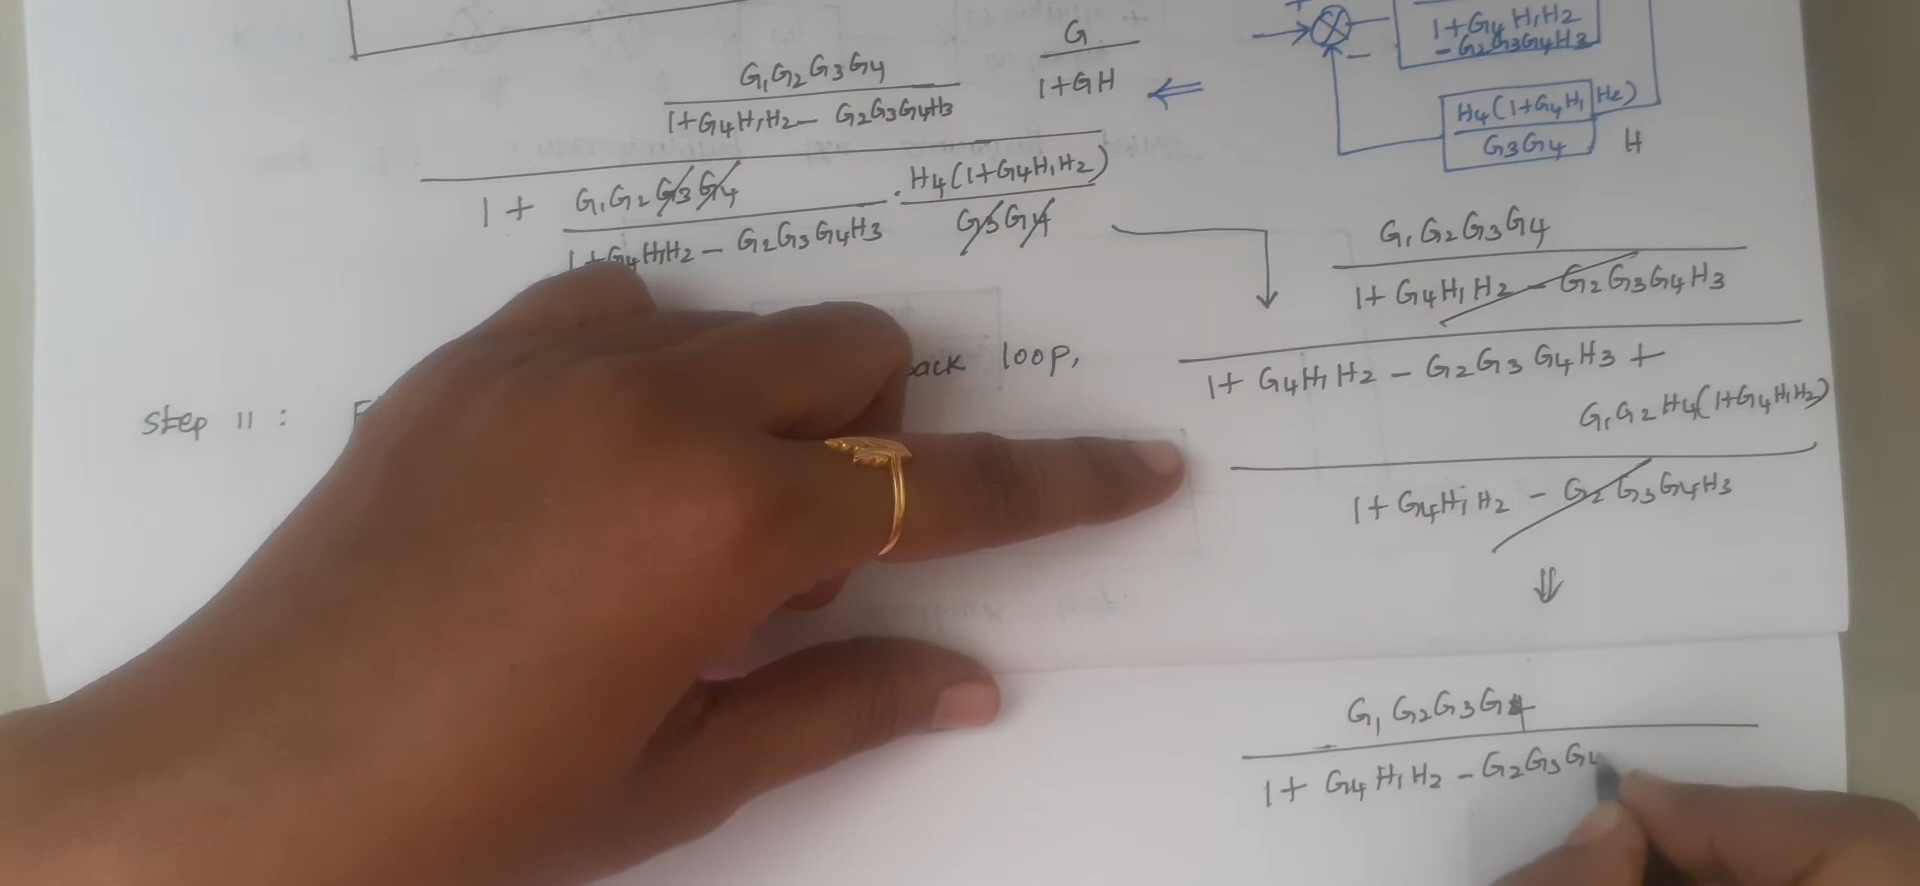 G1G2G3G4
1+G4H1H2 - G2G3G4H3
1 + G1G2G3G4 . H4(1+G4H1H2)
1+G4H1H2 - G2G3G4H3 G3G4
G
1+GH
+
1+G4H1H2
- G2G3G4H3
-
H4(1+G4H1H2)
G3G4
H
G1G2G3G4
1+ G4H1H2 - G2G3G4H3
1+ G4H1H2 - G2G3G4H3 +
G1G2H4(1+G4H1H2)
1+ G4H1H2 - G2G3G4H3
Step 11 : loop,
G1G2G3G4
1+ G4H1H2 - G2G3G4